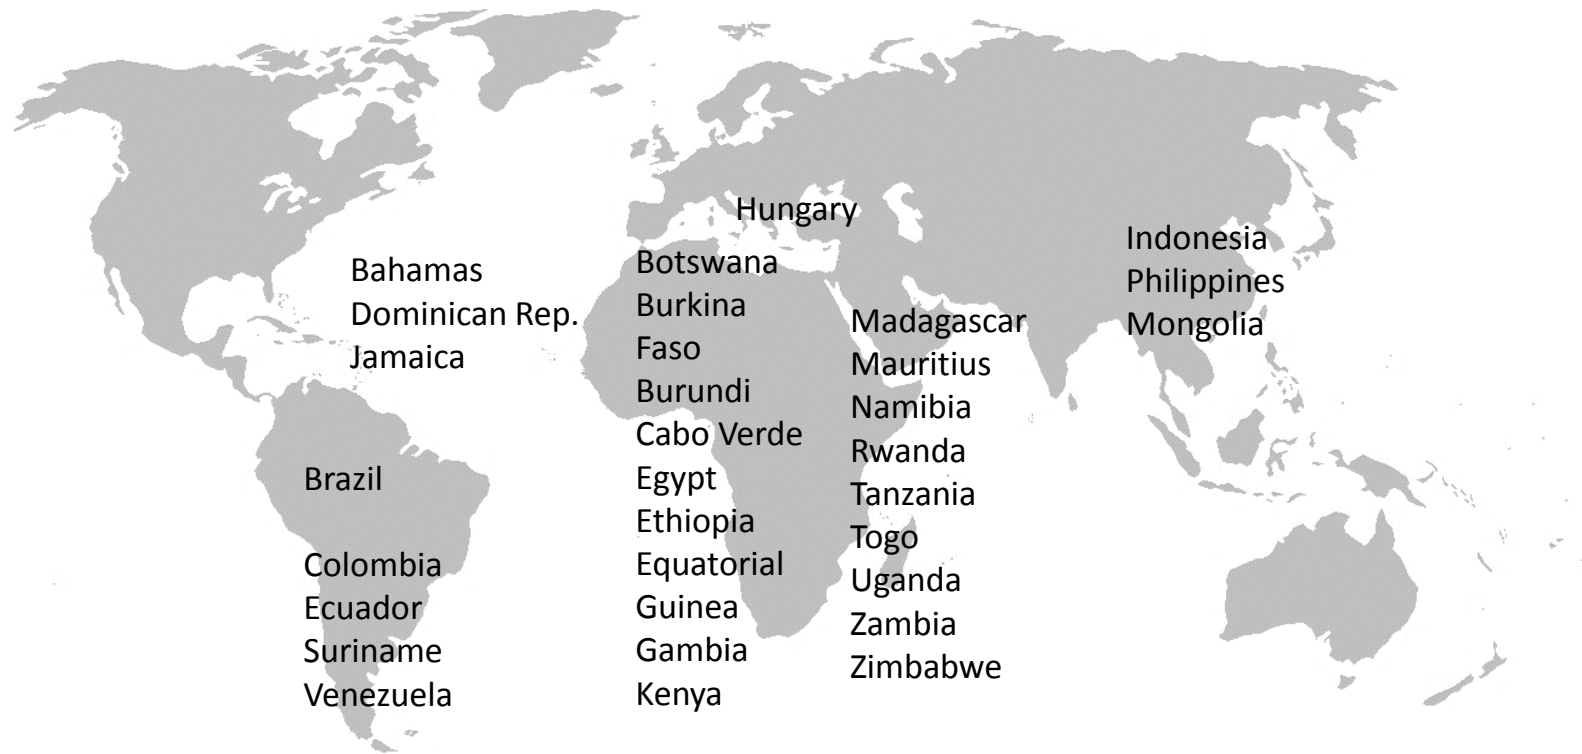 Hungary
Bahamas
Dominican Rep.
Jamaica
Brazil
Colombia
Ecuador
Suriname
Venezuela
Botswana
Burkina
Faso
Burundi
Cabo Verde
Egypt
Ethiopia
Equatorial
Guinea
Gambia
Kenya
Madagascar
Mauritius
Namibia
Rwanda
Tanzania
Togo
Uganda
Zambia
Zimbabwe
Indonesia
Philippines
Mongolia